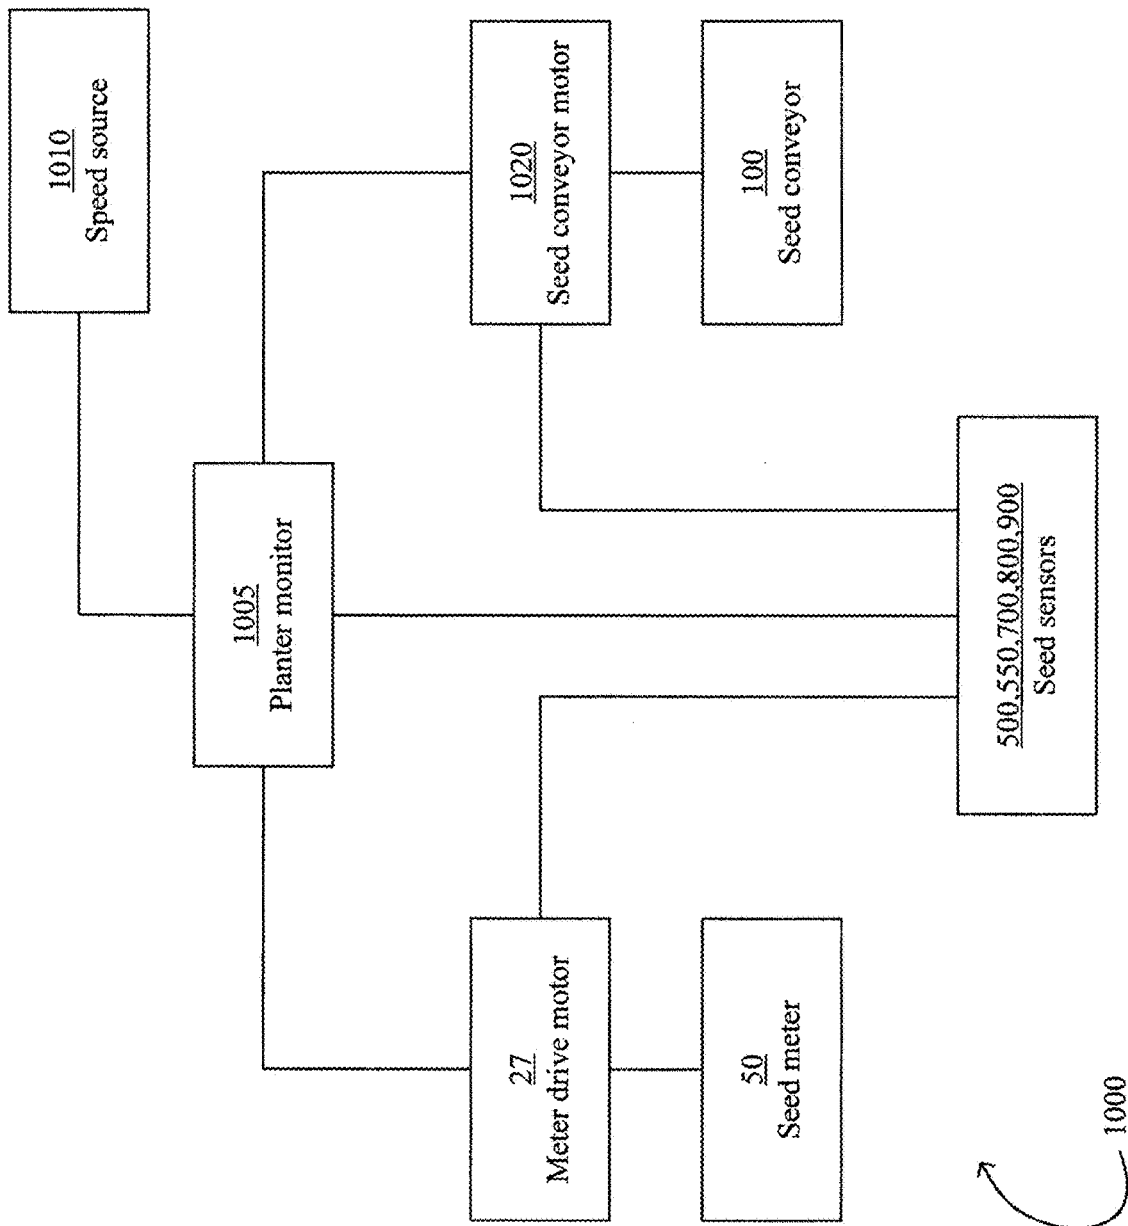 1010
Speed source
1005
Planter monitor
27
Meter drive motor
1020
Seed conveyor motor
50
Seed meter
100
Seed conveyor
500,550,700,800,900
Seed sensors
1000